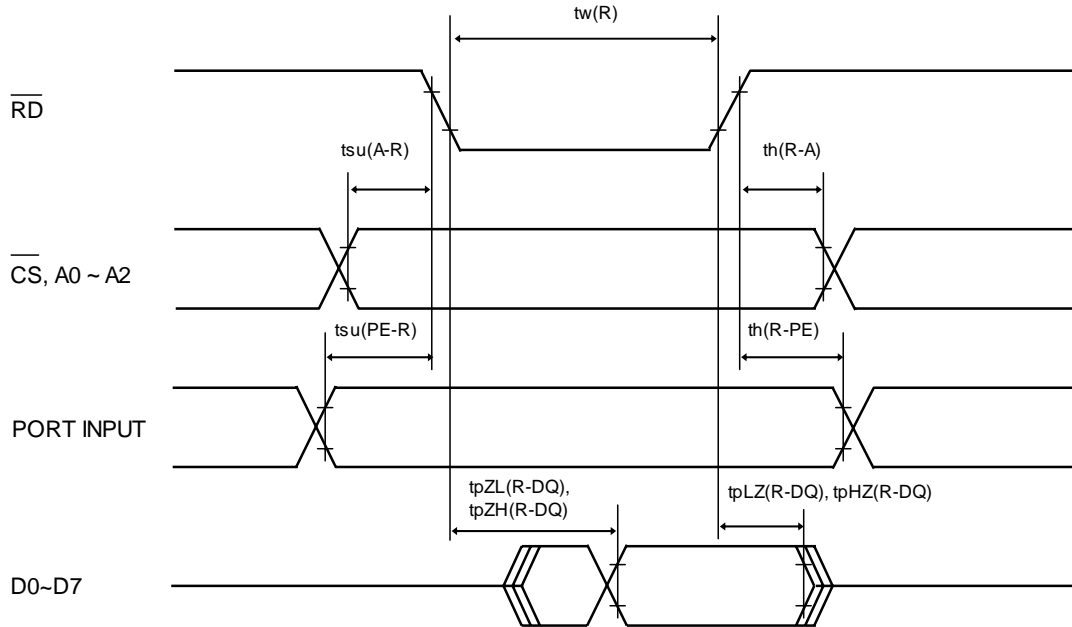 tw(R)
RD
tsu(A-R)
th(R-A)
CS, A0 ~ A2
tsu(PE-R)
th(R-PE)
PORT INPUT
tpZL(R-DQ),
tpZH(R-DQ)
tpLZ(R-DQ), tpHZ(R-DQ)
D0~D7